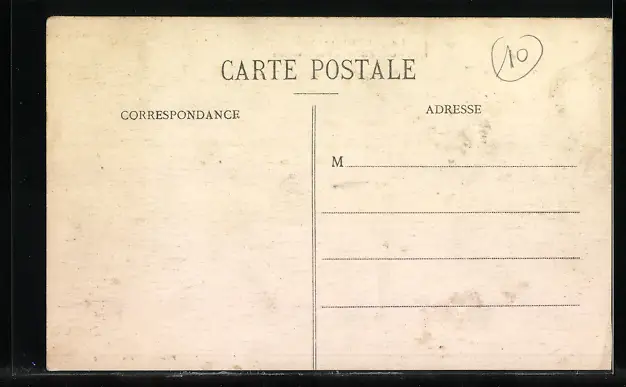 CARTE POSTALE
10
CORRESPONDANCE
ADRESSE
M